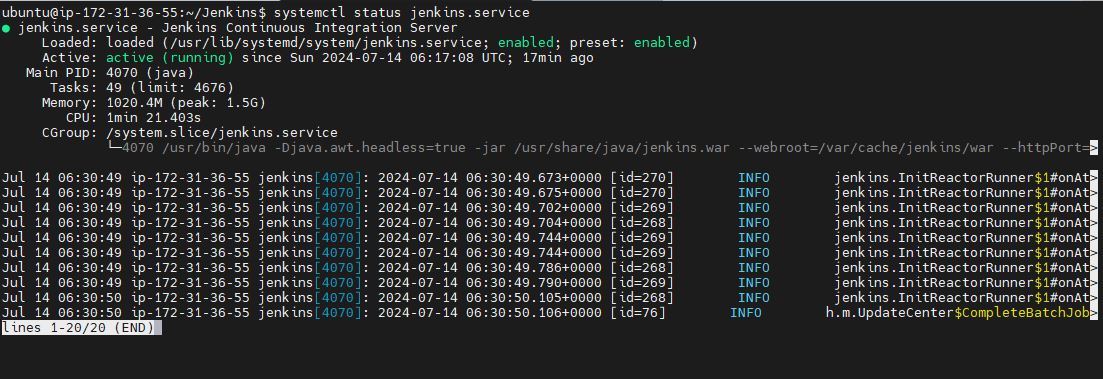 ubuntu@ip-172-31-36-55:~/Jenkins$ systemctl status jenkins.service
● jenkins.service - Jenkins Continuous Integration Server
     Loaded: loaded (/usr/lib/systemd/system/jenkins.service; enabled; preset: enabled)
     Active: active (running) since Sun 2024-07-14 06:17:08 UTC; 17min ago
   Main PID: 4070 (java)
      Tasks: 49 (limit: 4676)
     Memory: 1020.4M (peak: 1.5G)
        CPU: 1min 21.403s
     CGroup: /system.slice/jenkins.service
             └─4070 /usr/bin/java -Djava.awt.headless=true -jar /usr/share/java/jenkins.war --webroot=/var/cache/jenkins/war --httpPort=>
Jul 14 06:30:49 ip-172-31-36-55 jenkins[4070]: 2024-07-14 06:30:49.673+0000 [id=270]        INFO        jenkins.InitReactorRunner$1#onAt>
Jul 14 06:30:49 ip-172-31-36-55 jenkins[4070]: 2024-07-14 06:30:49.675+0000 [id=270]        INFO        jenkins.InitReactorRunner$1#onAt>
Jul 14 06:30:49 ip-172-31-36-55 jenkins[4070]: 2024-07-14 06:30:49.702+0000 [id=269]        INFO        jenkins.InitReactorRunner$1#onAt>
Jul 14 06:30:49 ip-172-31-36-55 jenkins[4070]: 2024-07-14 06:30:49.704+0000 [id=268]        INFO        jenkins.InitReactorRunner$1#onAt>
Jul 14 06:30:49 ip-172-31-36-55 jenkins[4070]: 2024-07-14 06:30:49.744+0000 [id=269]        INFO        jenkins.InitReactorRunner$1#onAt>
Jul 14 06:30:49 ip-172-31-36-55 jenkins[4070]: 2024-07-14 06:30:49.744+0000 [id=269]        INFO        jenkins.InitReactorRunner$1#onAt>
Jul 14 06:30:49 ip-172-31-36-55 jenkins[4070]: 2024-07-14 06:30:49.786+0000 [id=268]        INFO        jenkins.InitReactorRunner$1#onAt>
Jul 14 06:30:49 ip-172-31-36-55 jenkins[4070]: 2024-07-14 06:30:49.790+0000 [id=269]        INFO        jenkins.InitReactorRunner$1#onAt>
Jul 14 06:30:50 ip-172-31-36-55 jenkins[4070]: 2024-07-14 06:30:50.105+0000 [id=268]        INFO        jenkins.InitReactorRunner$1#onAt>
Jul 14 06:30:50 ip-172-31-36-55 jenkins[4070]: 2024-07-14 06:30:50.106+0000 [id=76]        INFO        h.m.UpdateCenter$CompleteBatchJob>
lines 1-20/20 (END)